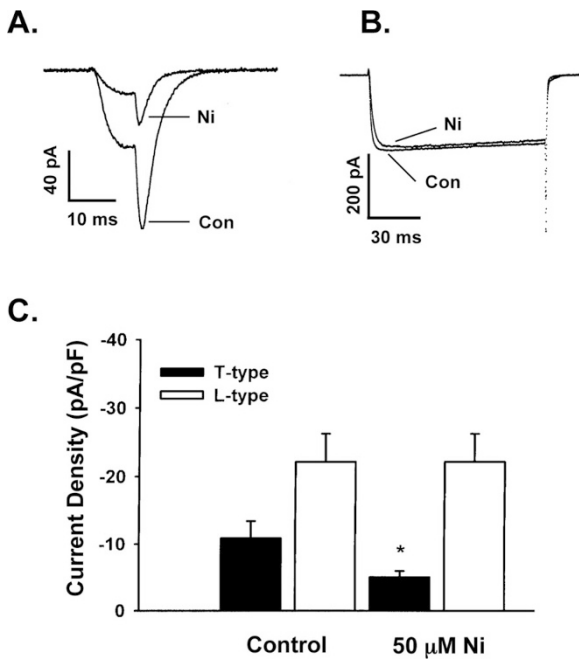 A.
B.
Ni
Con
40 pA
10 ms
Ni
Con
200 pA
30 ms
C.
-40
-30
-20
-10
0
Current Density (pA/pF)
T-type
L-type
*
Control
50 μM Ni